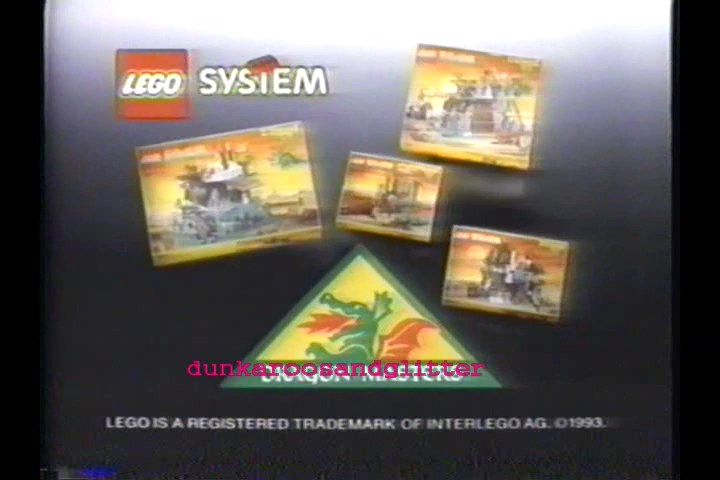 LEGO SYSTEM
dunkaroosandglitter
DRAGON MASTERS
LEGO IS A REGISTERED TRADEMARK OF INTERLEGO AG. ©1993.